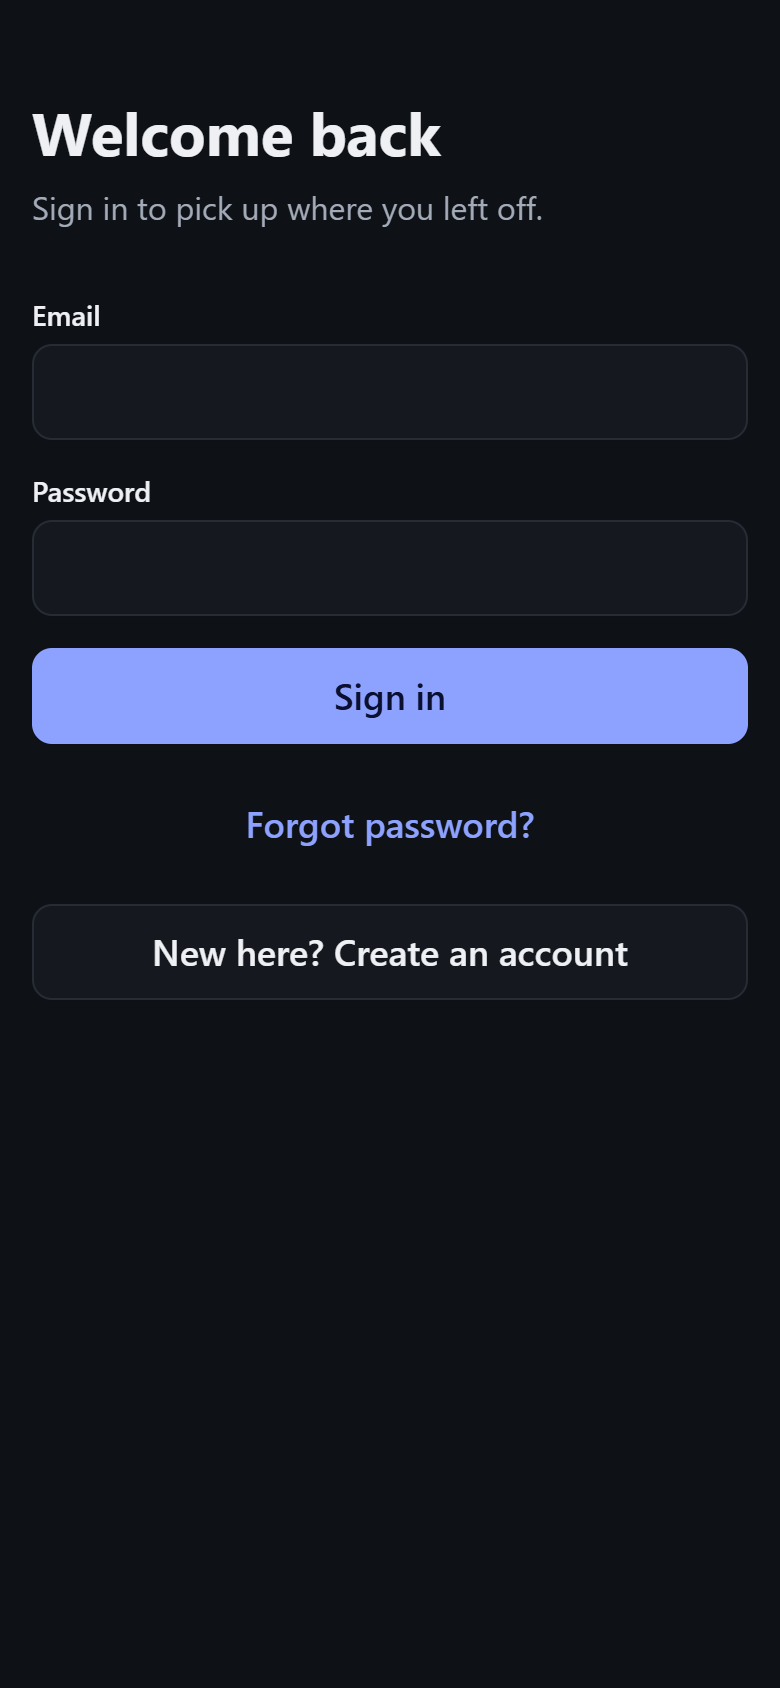 Welcome back
Sign in to pick up where you left off.
Email
Password
Sign in
Forgot password?
New here? Create an account